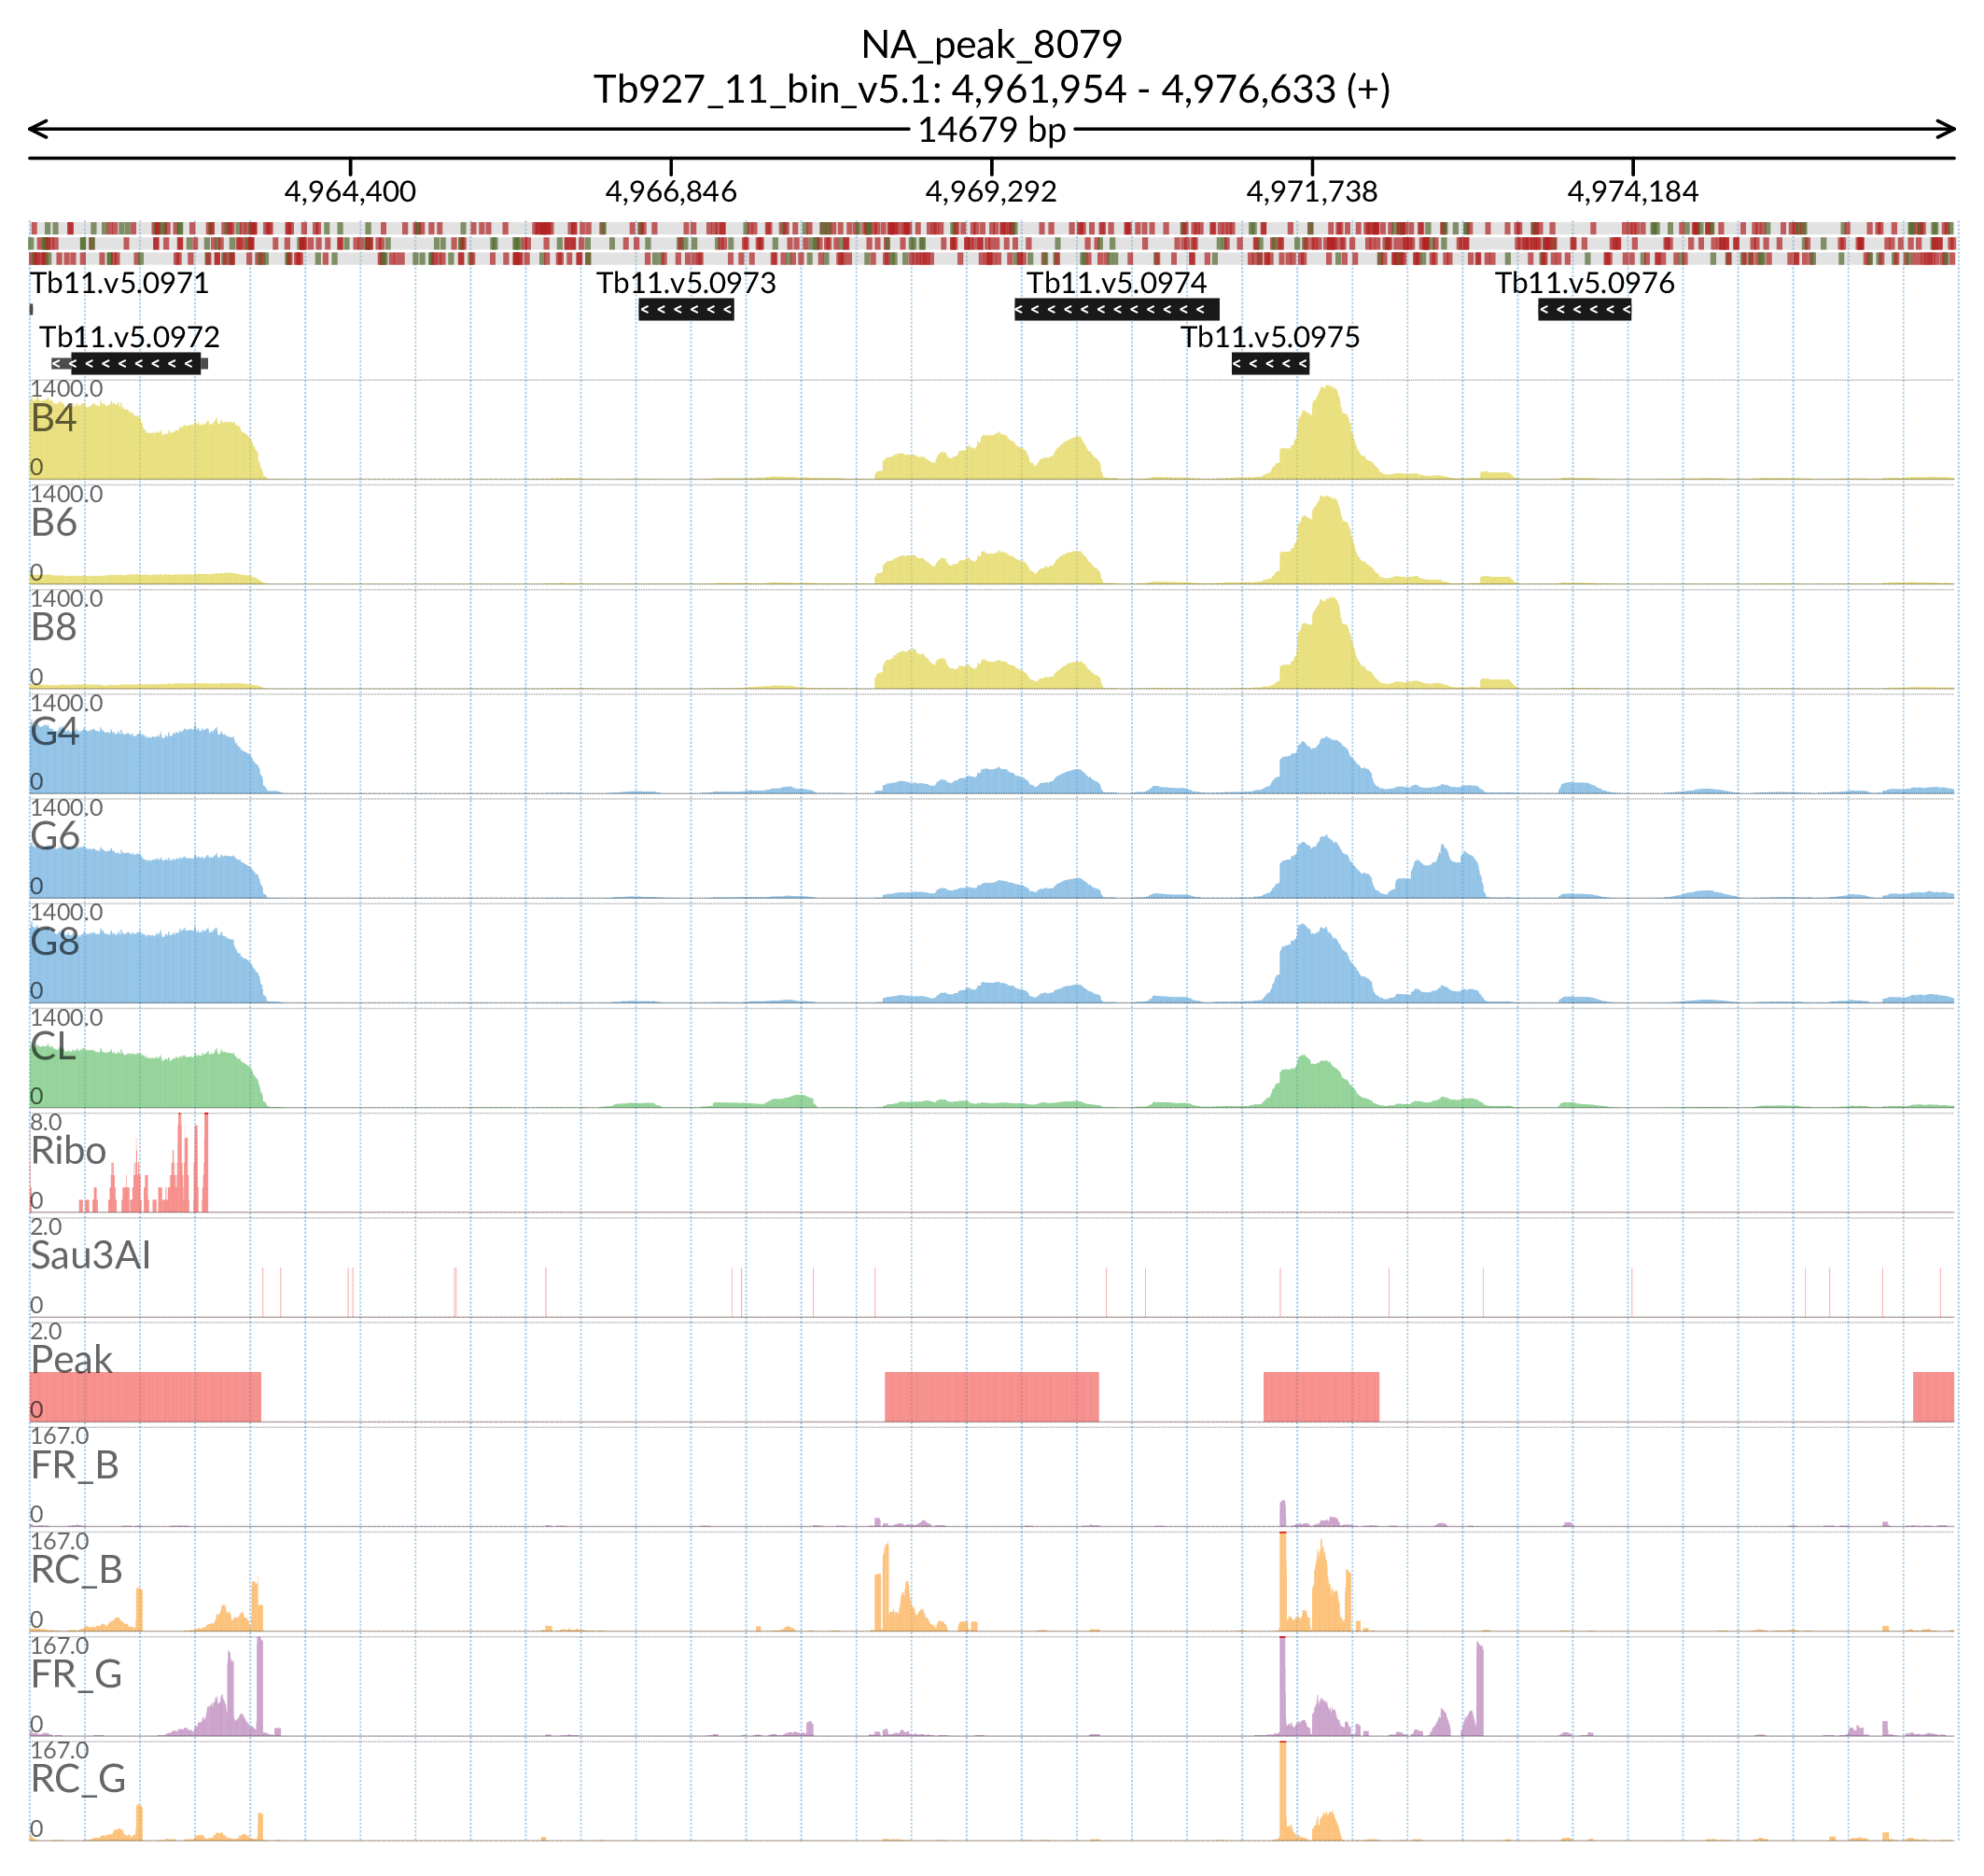 NA_peak_8079
Tb927_11_bin_v5.1: 4,961,954 - 4,976,633 (+)
14679 bp
4,964,400 4,966,846 4,969,292 4,971,738 4,974,184
Tb11.v5.0971 Tb11.v5.0973 Tb11.v5.0974 Tb11.v5.0976
Tb11.v5.0972 Tb11.v5.0975
1400.0
B4
0
1400.0
B6
0
1400.0
B8
0
1400.0
G4
0
1400.0
G6
0
1400.0
G8
0
1400.0
CL
0
8.0
Ribo
0
2.0
Sau3AI
0
2.0
Peak
0
167.0
FR_B
0
167.0
RC_B
0
167.0
FR_G
0
167.0
RC_G
0